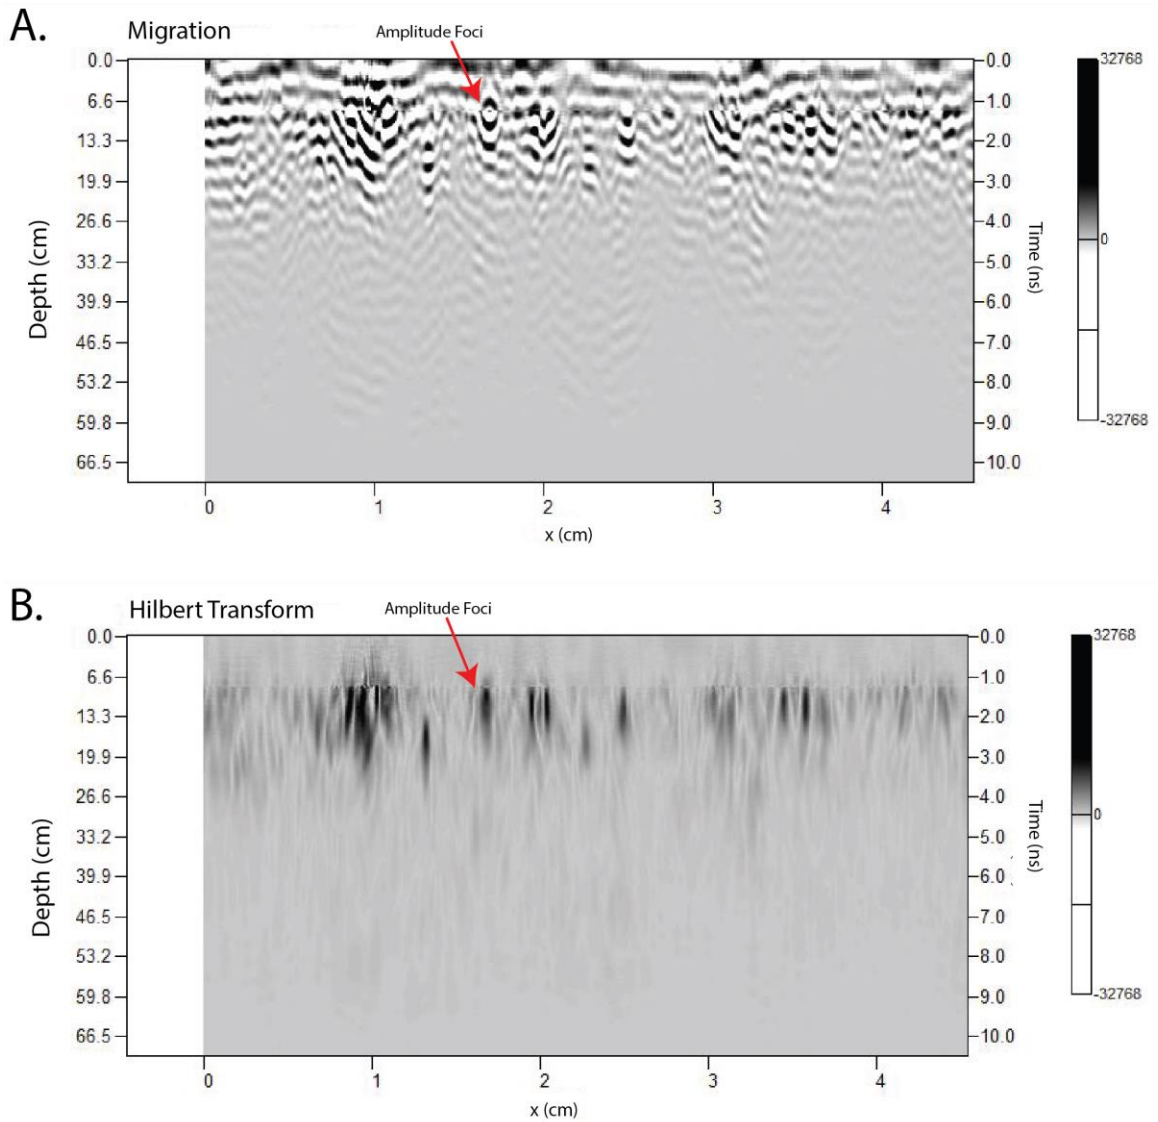 A.
Migration
Amplitude Foci
0.0 0.0 32768
6.6 1.0
13.3 2.0
19.9 3.0
26.6 4.0 0
33.2 5.0
39.9 6.0
46.5 7.0
53.2 8.0
59.8 9.0 -32768
66.5 10.0
Depth (cm)
Time (ns)
0 1 2 3 4
x (cm)
B.
Hilbert Transform
Amplitude Foci
0.0 0.0 32768
6.6 1.0
13.3 2.0
19.9 3.0
26.6 4.0 0
33.2 5.0
39.9 6.0
46.5 7.0
53.2 8.0
59.8 9.0 -32768
66.5 10.0
Depth (cm)
Time (ns)
0 1 2 3 4
x (cm)